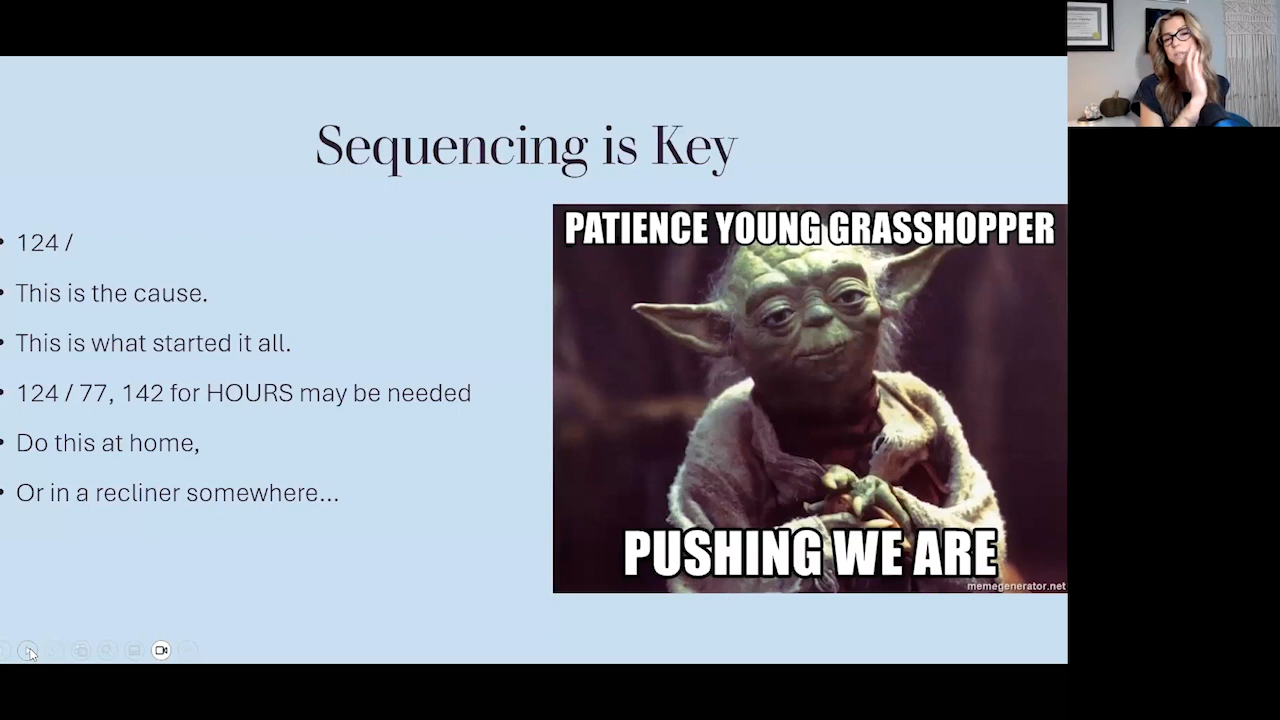 Sequencing is Key
• 124 /
• This is the cause.
• This is what started it all.
• 124 / 77, 142 for HOURS may be needed
• Do this at home,
• Or in a recliner somewhere...
PATIENCE YOUNG GRASSHOPPER
PUSHING WE ARE
memegenerator.net